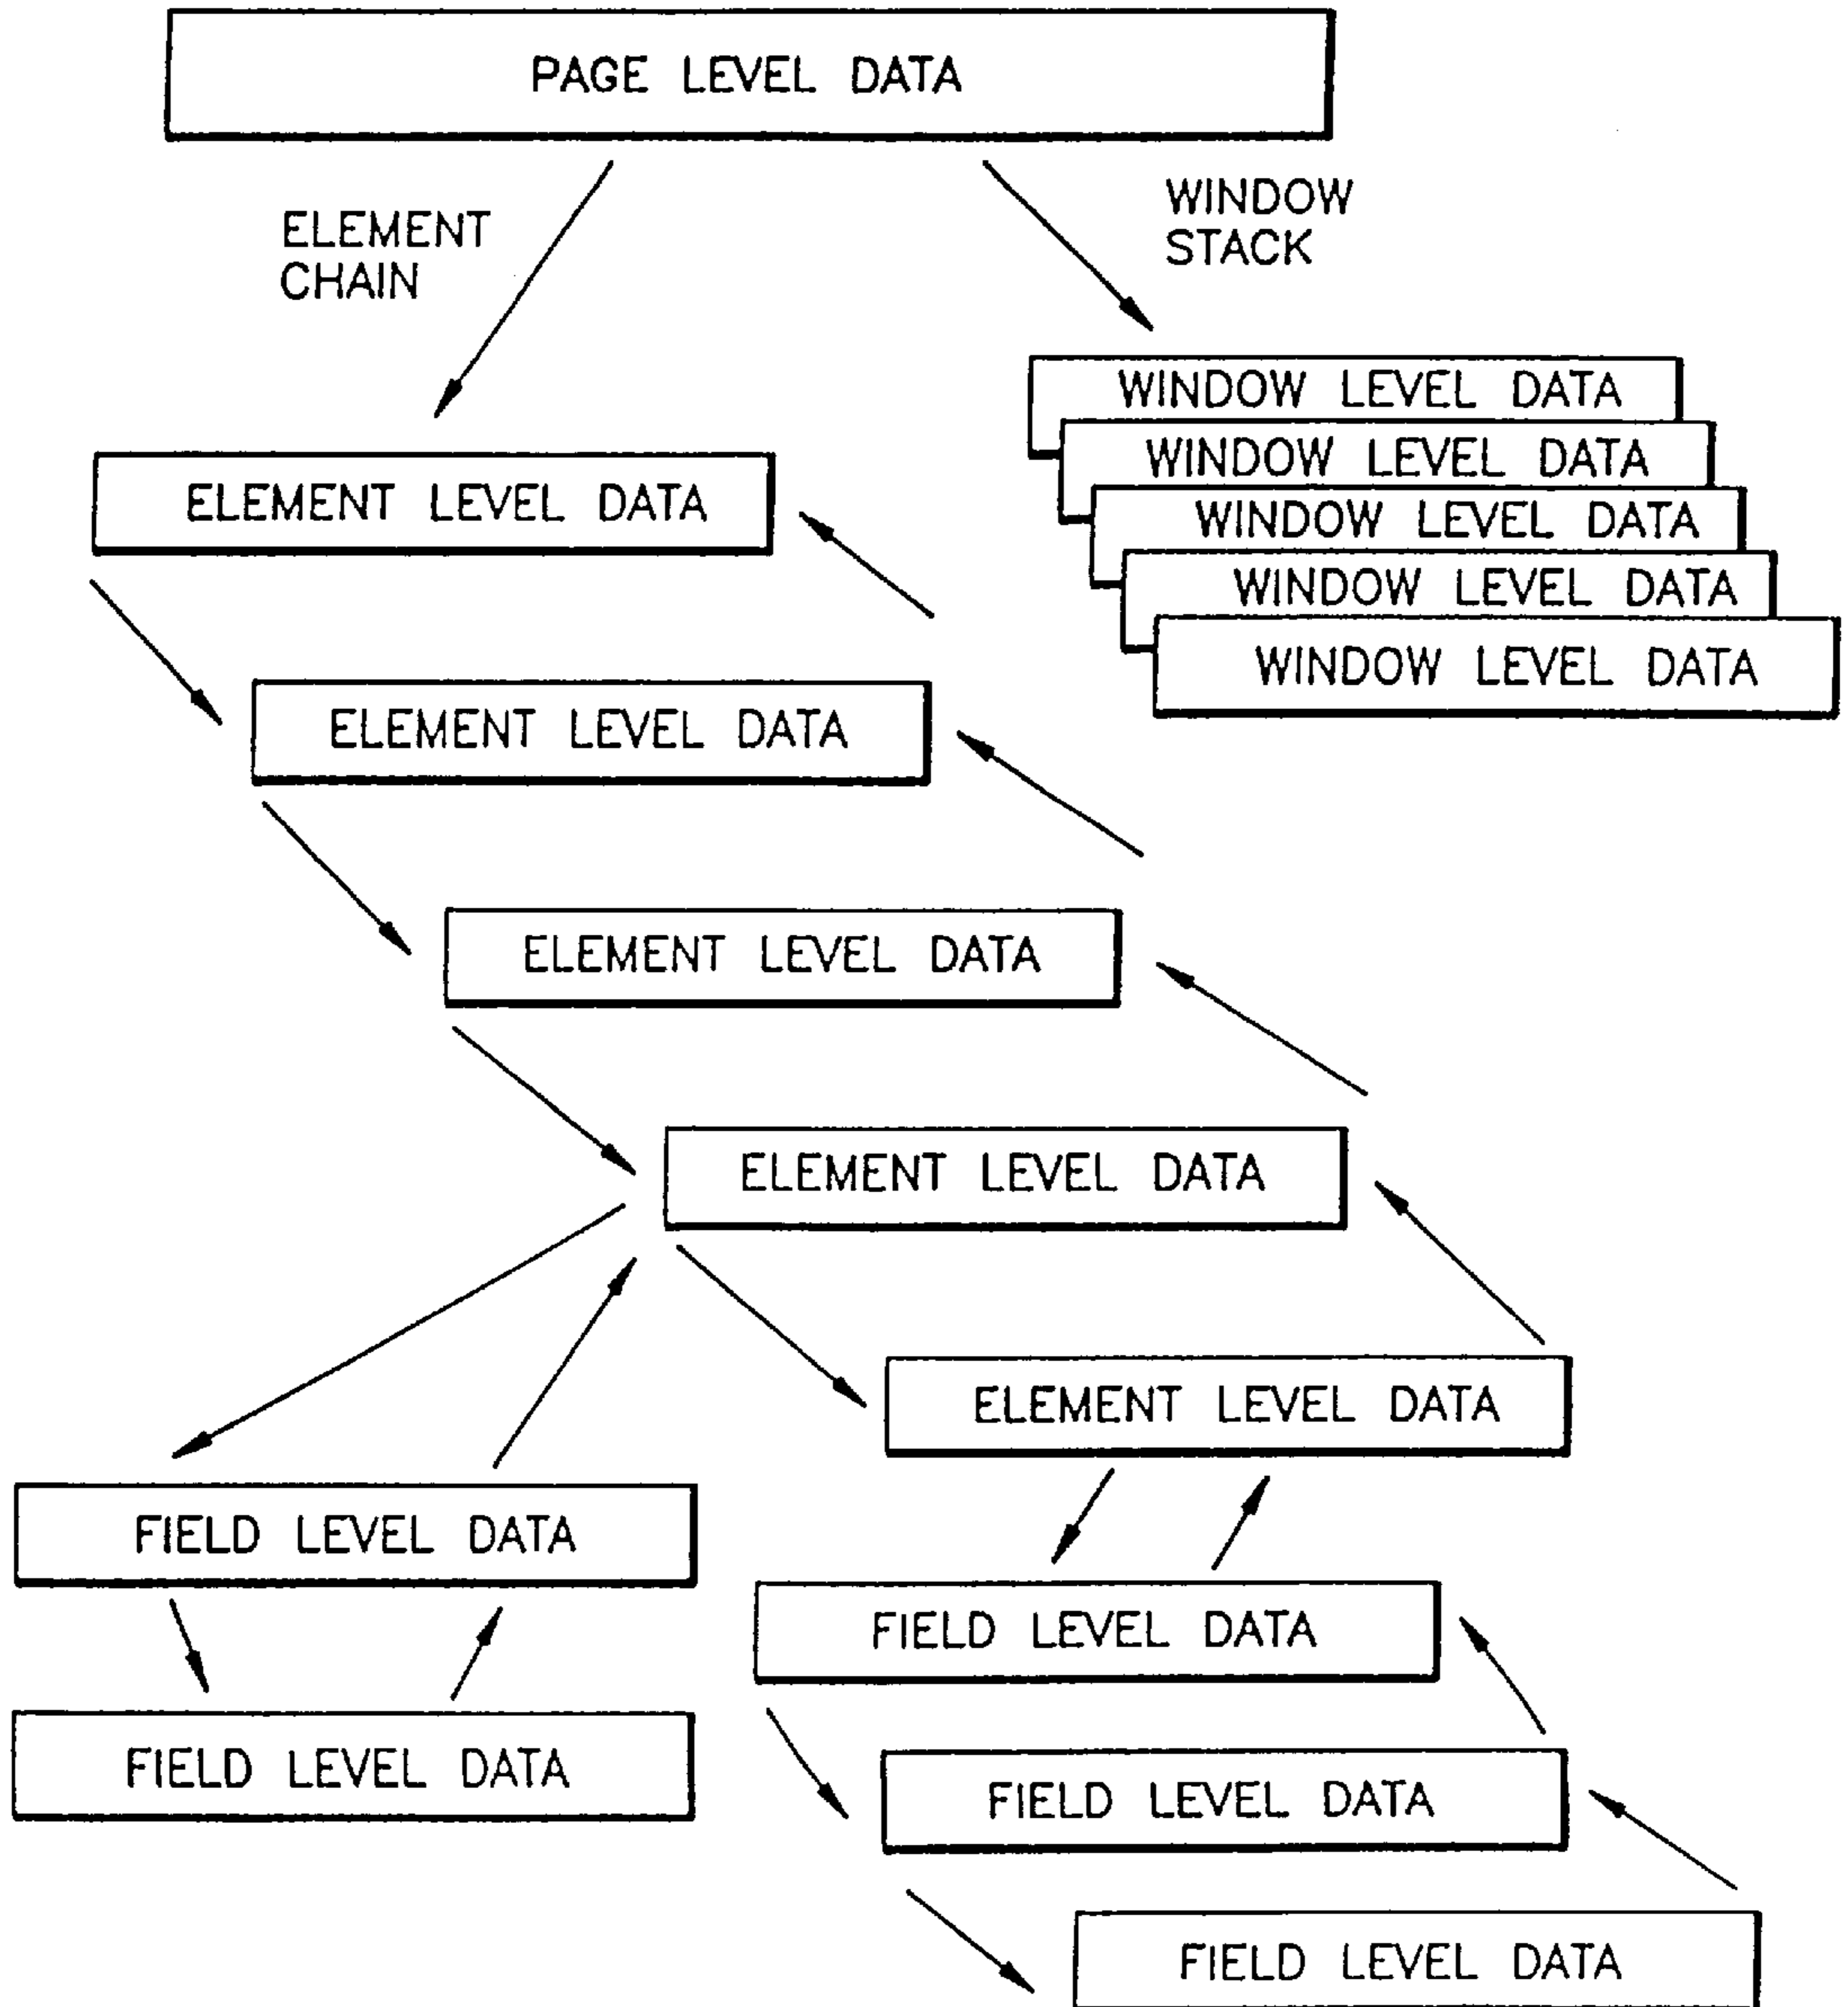 PAGE LEVEL DATA
ELEMENT
CHAIN
WINDOW
STACK
WINDOW LEVEL DATA
WINDOW LEVEL DATA
WINDOW LEVEL DATA
WINDOW LEVEL DATA
WINDOW LEVEL DATA
ELEMENT LEVEL DATA
ELEMENT LEVEL DATA
ELEMENT LEVEL DATA
ELEMENT LEVEL DATA
ELEMENT LEVEL DATA
FIELD LEVEL DATA
FIELD LEVEL DATA
FIELD LEVEL DATA
FIELD LEVEL DATA
FIELD LEVEL DATA